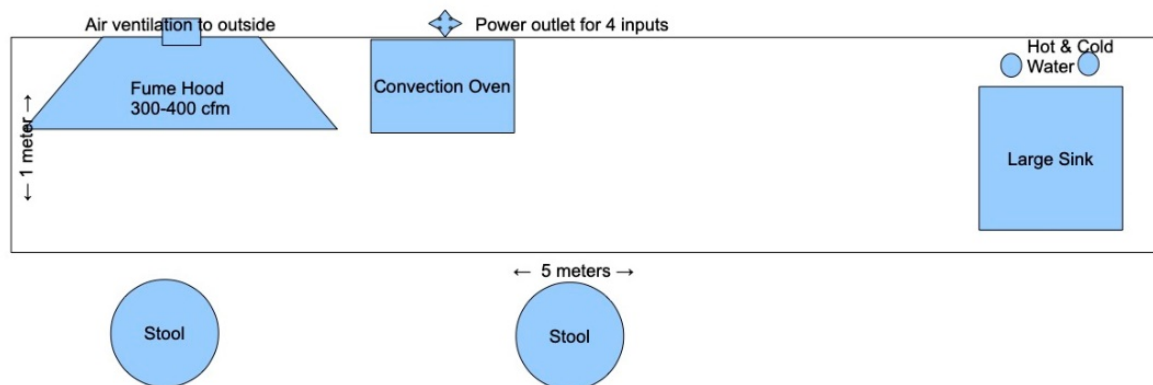 Air ventilation to outside
Power outlet for 4 inputs
Hot & Cold
Water
Fume Hood
300-400 cfm
Convection Oven
← 1 meter →
Large Sink
← 5 meters →
Stool
Stool